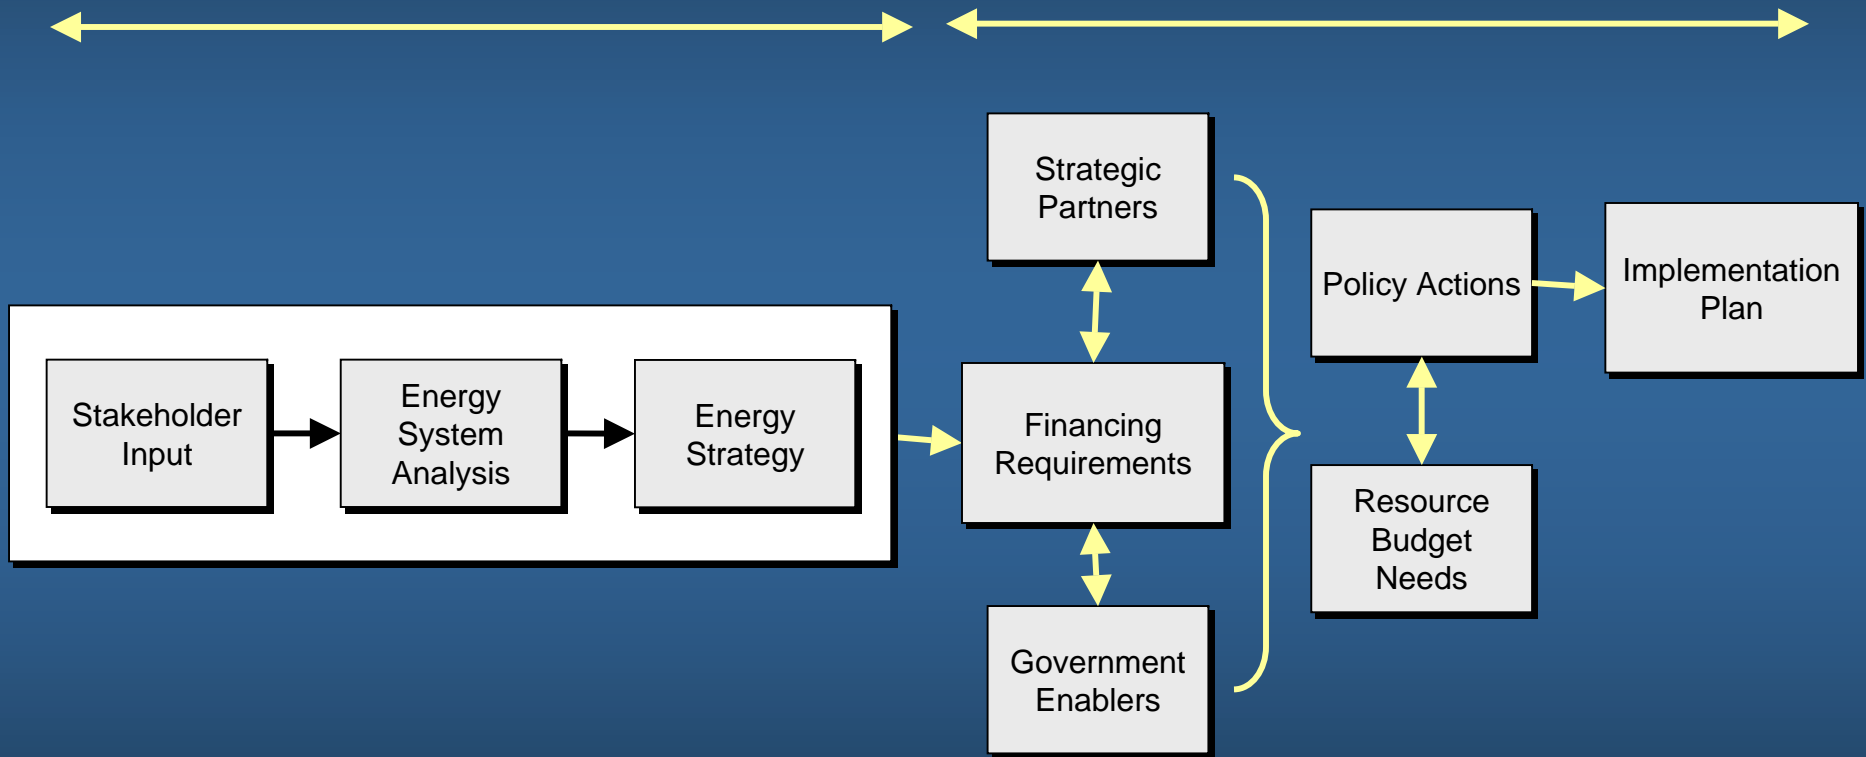 Stakeholder
Input
Energy
System
Analysis
Energy
Strategy
Strategic
Partners
Financing
Requirements
Government
Enablers
Policy Actions
Resource
Budget
Needs
Implementation
Plan